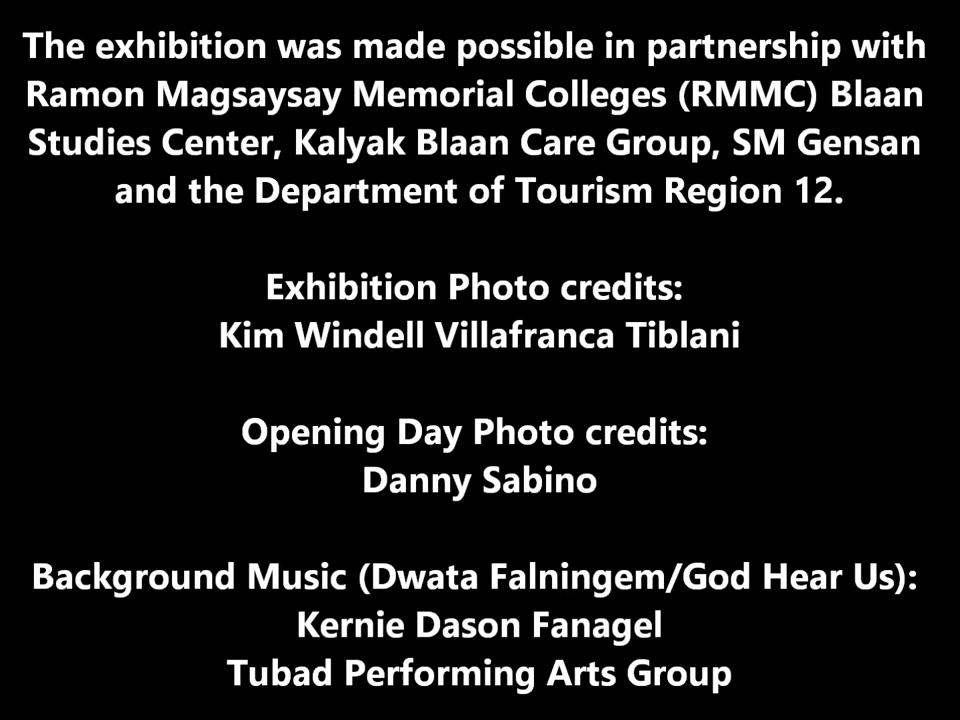 The exhibition was made possible in partnership with
Ramon Magsaysay Memorial Colleges (RMMC) Blaan
Studies Center, Kalyak Blaan Care Group, SM Gensan
and the Department of Tourism Region 12.
Exhibition Photo credits:
Kim Windell Villafranca Tiblani
Opening Day Photo credits:
Danny Sabino
Background Music (Dwata Falningem/God Hear Us):
Kernie Dason Fanagel
Tubad Performing Arts Group